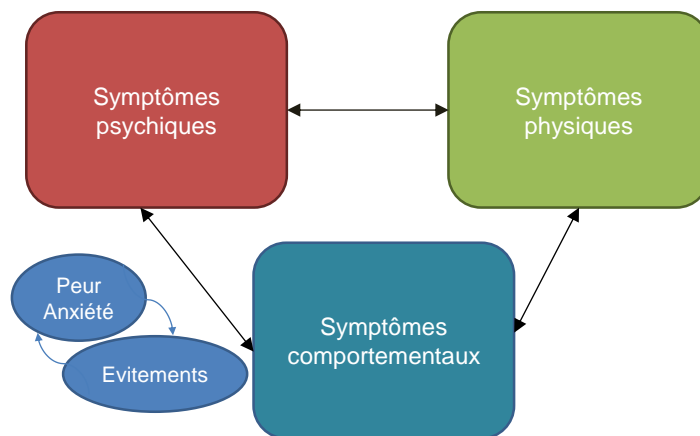 Symptômes
psychiques
Symptômes
physiques
Peur
Anxiété
Evitements
Symptômes
comportementaux